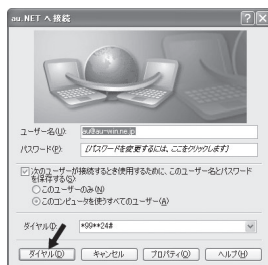 au.NET へ接続
ユーザー名(U):
au@au-win.ne.jp
パスワード(P):
[パスワードを変更するには、ここをクリックします]
次のユーザーが接続するとき使用するために、このユーザー名とパスワード
を保存する(S):
このユーザーのみ(N)
このコンピュータを使うすべてのユーザー(A)
ダイヤル(I):
*99**24#
ダイヤル(D)
キャンセル
プロパティ(O)
ヘルプ(H)